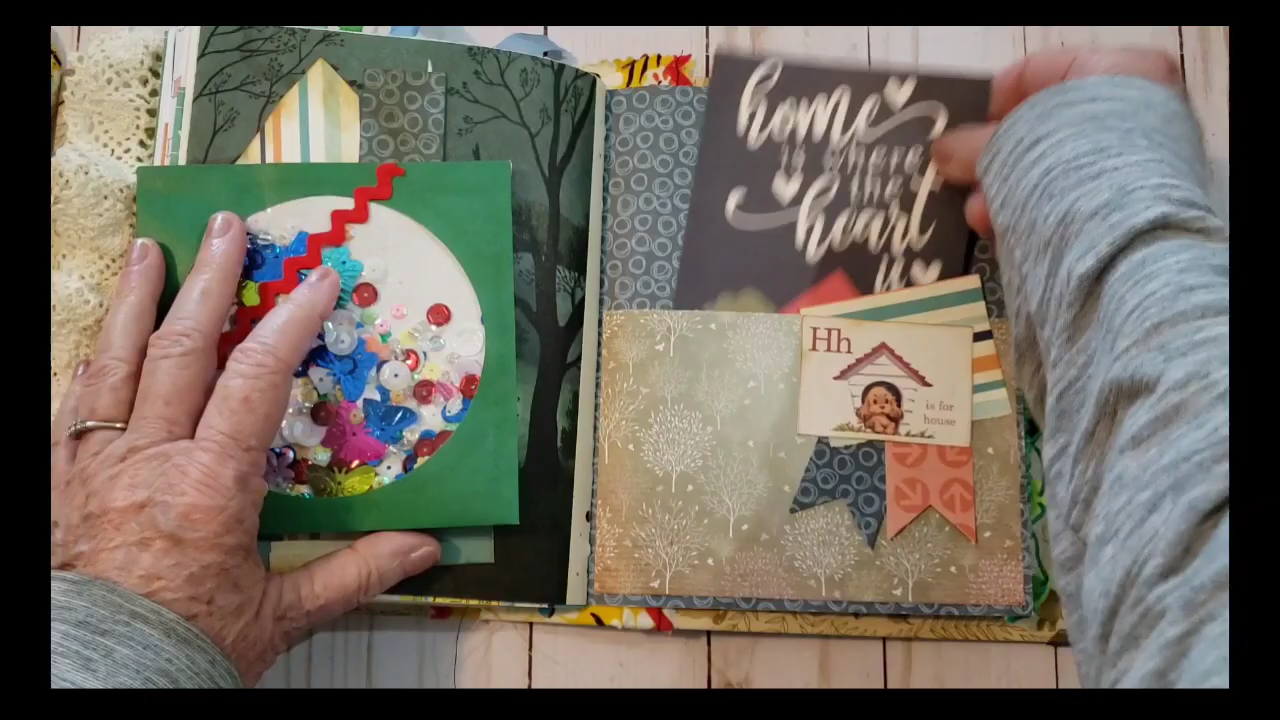 home
is where
the
heart
is
Hh
is for
house